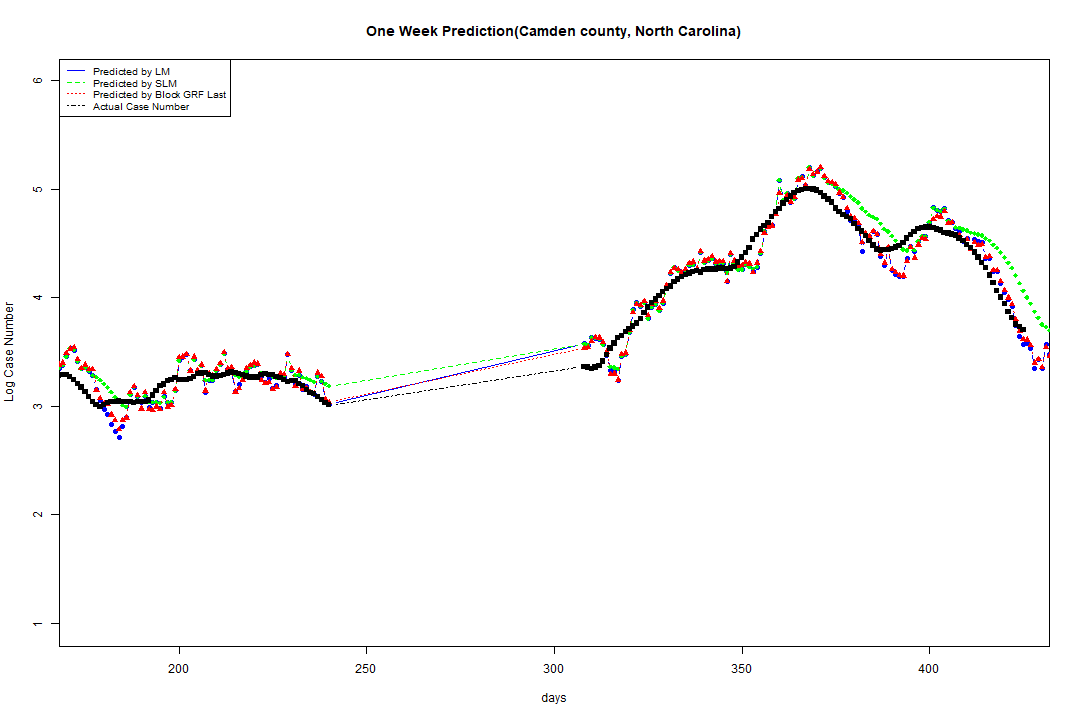 One Week Prediction(Camden county, North Carolina)
Predicted by LM
Predicted by SLM
Predicted by Block GRF Last
Actual Case Number
6
5
4
3
2
1
Log Case Number
200 250 300 350 400
days